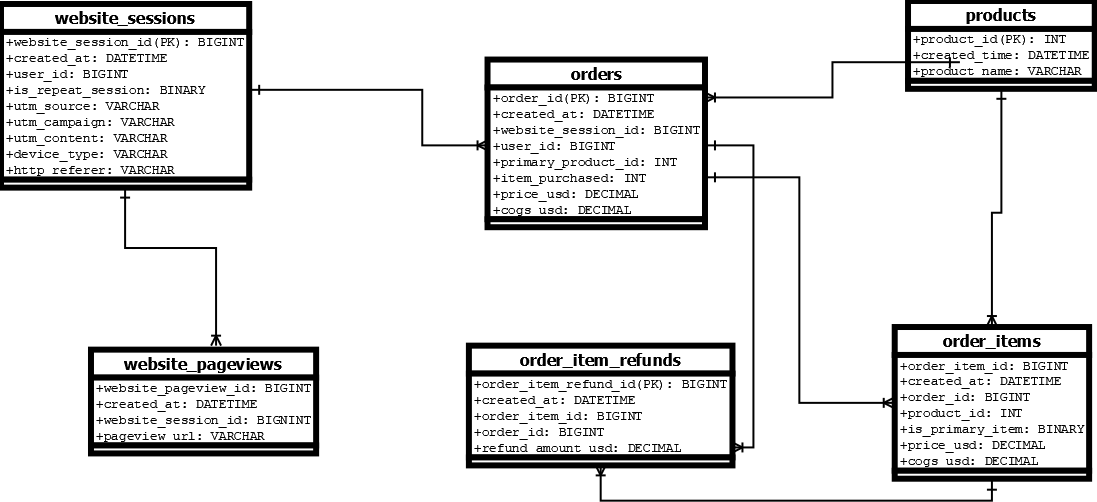 website_sessions
+website_session_id(PK): BIGINT
+created_at: DATETIME
+user_id: BIGINT
+is_repeat_session: BINARY
+utm_source: VARCHAR
+utm_campaign: VARCHAR
+utm_content: VARCHAR
+device_type: VARCHAR
+http_referer: VARCHAR
orders
+order_id(PK): BIGINT
+created_at: DATETIME
+website_session_id: BIGINT
+user_id: BIGINT
+primary_product_id: INT
+item_purchased: INT
+price_usd: DECIMAL
+cogs_usd: DECIMAL
products
+product_id(PK): INT
+created_time: DATETIME
+product_name: VARCHAR
website_pageviews
+website_pageview_id: BIGINT
+created_at: DATETIME
+website_session_id: BIGNINT
+pageview_url: VARCHAR
order_item_refunds
+order_item_refund_id(PK): BIGINT
+created_at: DATETIME
+order_item_id: BIGINT
+order_id: BIGINT
+refund_amount_usd: DECIMAL
order_items
+order_item_id: BIGINT
+created_at: DATETIME
+order_id: BIGINT
+product_id: INT
+is_primary_item: BINARY
+price_usd: DECIMAL
+cogs_usd: DECIMAL